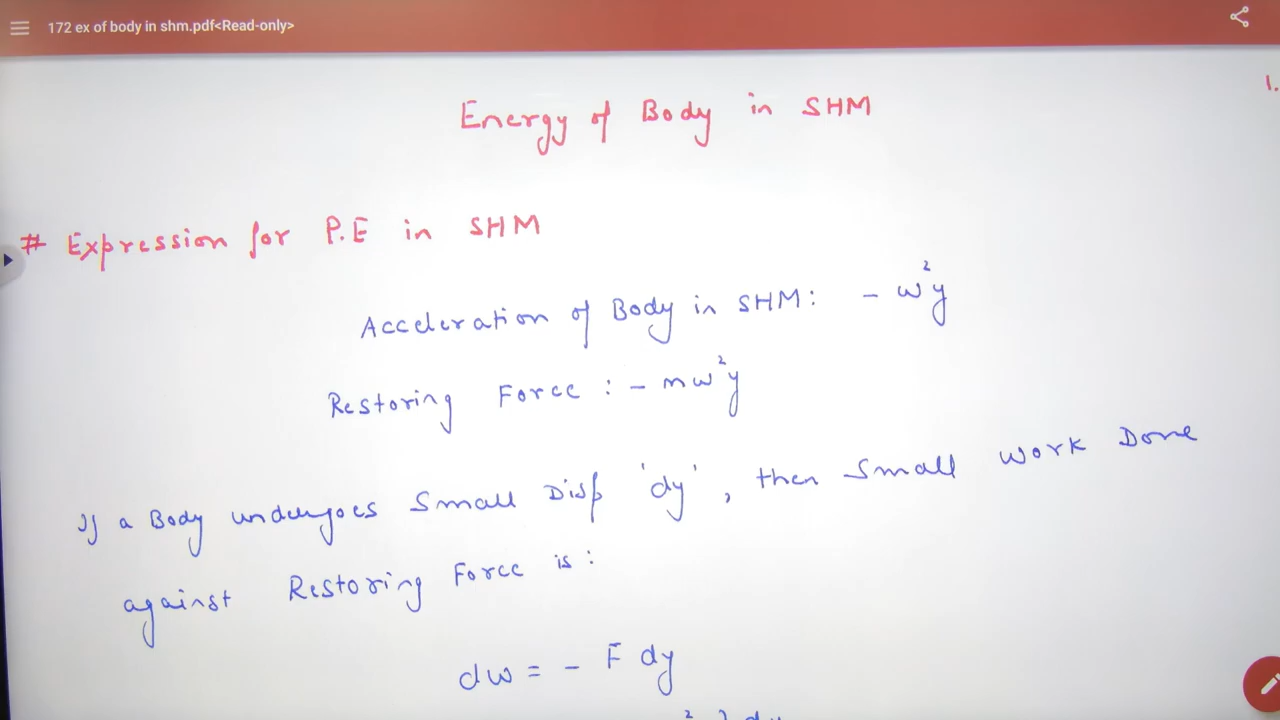 172 ex of body in shm.pdf<Read-only>
1.
Energy of Body in SHM
# Expression for P.E in SHM
Acceleration of Body in SHM: - ω²y
Restoring Force : - mω²y
If a Body undergoes Small Disp 'dy', then Small work Done
against Restoring Force is :
dw = - F dy